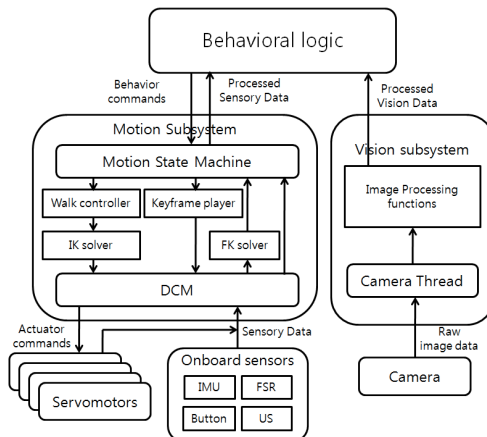 Behavioral logic
Behavior
commands
Processed
Sensory Data
Processed
Vision Data
Motion Subsystem
Motion State Machine
Walk controller
Keyframe player
IK solver
FK solver
DCM
Vision subsystem
Image Processing
functions
Camera Thread
Actuator
commands
Sensory Data
Raw
image data
Servomotors
Onboard sensors
IMU
FSR
Button
US
Camera